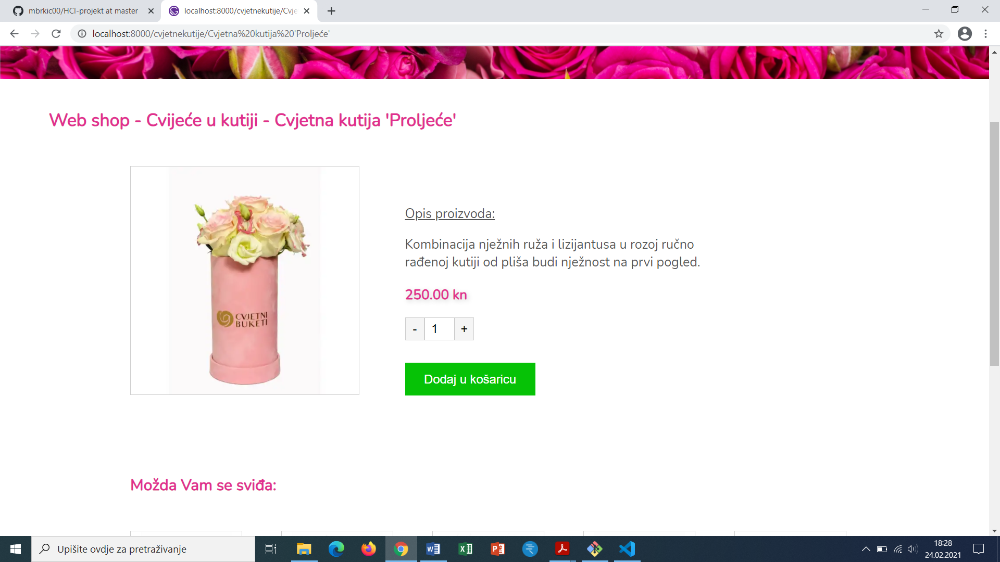 mbrkic00/HCI-projekt at master
localhost:8000/cvjetnekutije/Cvje
localhost:8000/cvjetnekutije/Cvjetna%20kutija%20'Proljeće'
Web shop - Cvijeće u kutiji - Cvjetna kutija 'Proljeće'
CVJETNI
BUKETI
Opis proizvoda:
Kombinacija nježnih ruža i lizijantusa u rozoj ručno
rađenoj kutiji od pliša budi nježnost na prvi pogled.
250.00 kn
- 1 +
Dodaj u košaricu
Možda Vam se sviđa:
Upišite ovdje za pretraživanje
18:28
24.02.2021